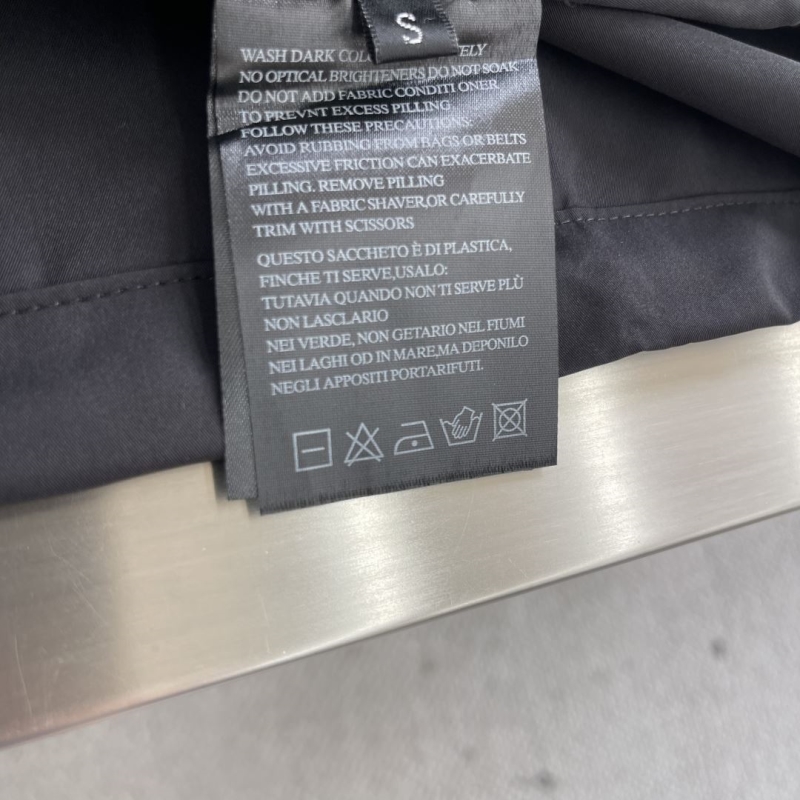 S
WASH DARK ELY
NO OPTICAL BRIGHTENERS DO NOT SOAK
DO NOT ADD FABRIC CONDITIONER
TO PREVNT EXCESS PILLING
FOLLOW THESE PRECAUTIONS:
AVOID RUBBING FROM BAGS OR BELTS
EXCESSIVE FRICTION CAN EXACERBATE
PILLING. REMOVE PILLING
WITH A FABRIC SHAVER,OR CAREFULLY
TRIM WITH SCISSORS
QUESTO SACCHETO È DI PLASTICA,
FINCHE TI SERVE,USALO:
TUTAVIA QUANDO NON TI SERVE PLÙ
NON LASCLARIO
NEI VERDE, NON GETARIO NEL FIUMI
NEI LAGHI OD IN MARE,MA DEPONILO
NEGLI APPOSITI PORTARIFUTI.